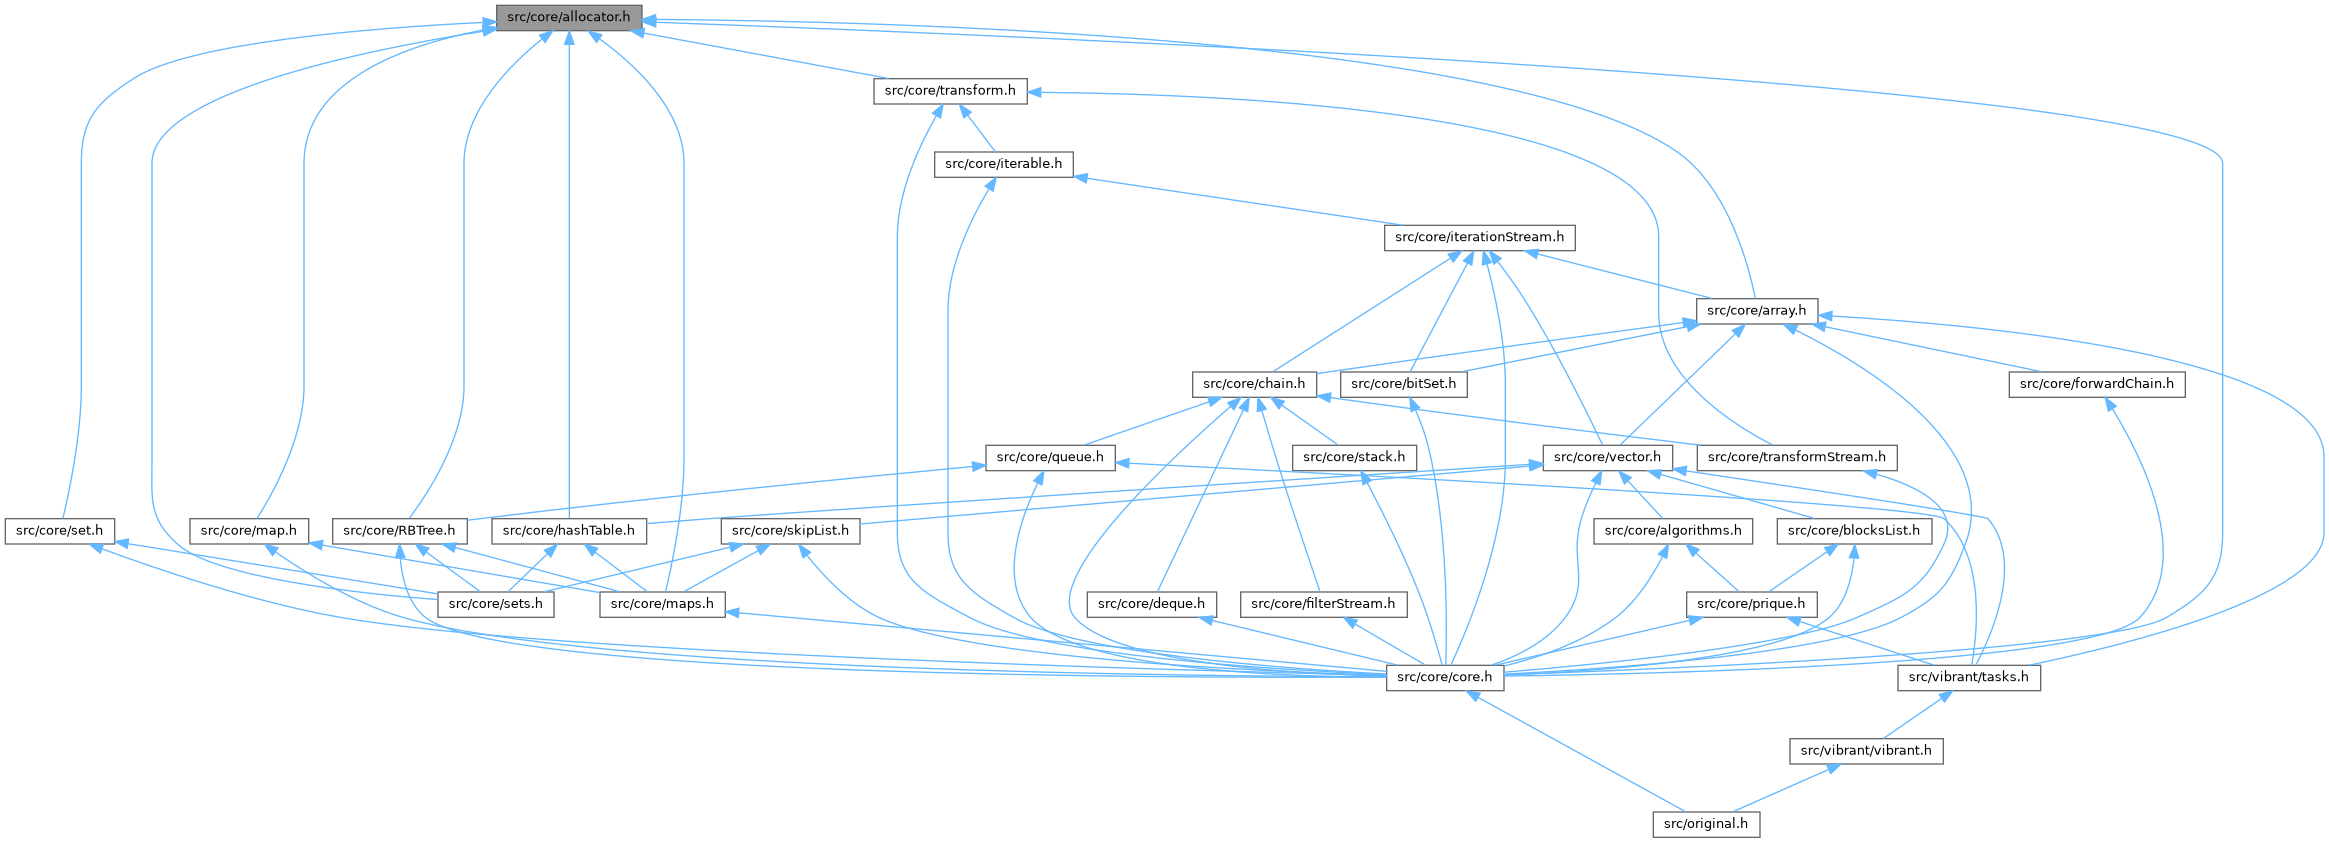 src/core/allocator.h
src/core/transform.h
src/core/iterable.h
src/core/iterationStream.h
src/core/array.h
src/core/chain.h
src/core/bitSet.h
src/core/forwardChain.h
src/core/queue.h
src/core/stack.h
src/core/vector.h
src/core/transformStream.h
src/core/set.h
src/core/map.h
src/core/RBTree.h
src/core/hashTable.h
src/core/skipList.h
src/core/algorithms.h
src/core/blocksList.h
src/core/sets.h
src/core/maps.h
src/core/deque.h
src/core/filterStream.h
src/core/prique.h
src/core/core.h
src/vibrant/tasks.h
src/vibrant/vibrant.h
src/original.h